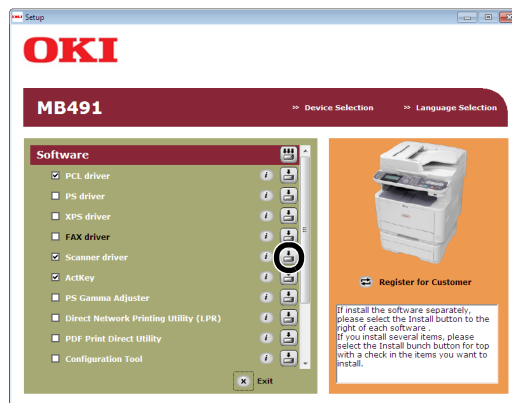 Setup
OKI
MB491
>> Device Selection
>> Language Selection
Software
PCL driver
PS driver
XPS driver
FAX driver
Scanner driver
ActKey
PS Gamma Adjuster
Direct Network Printing Utility (LPR)
PDF Print Direct Utility
Configuration Tool
x Exit
Register for Customer
If install the software separately,
please select the Install button to the
right of each software .
If you install several items, please
select the Install bunch button for top
with a check in the items you want to
install.